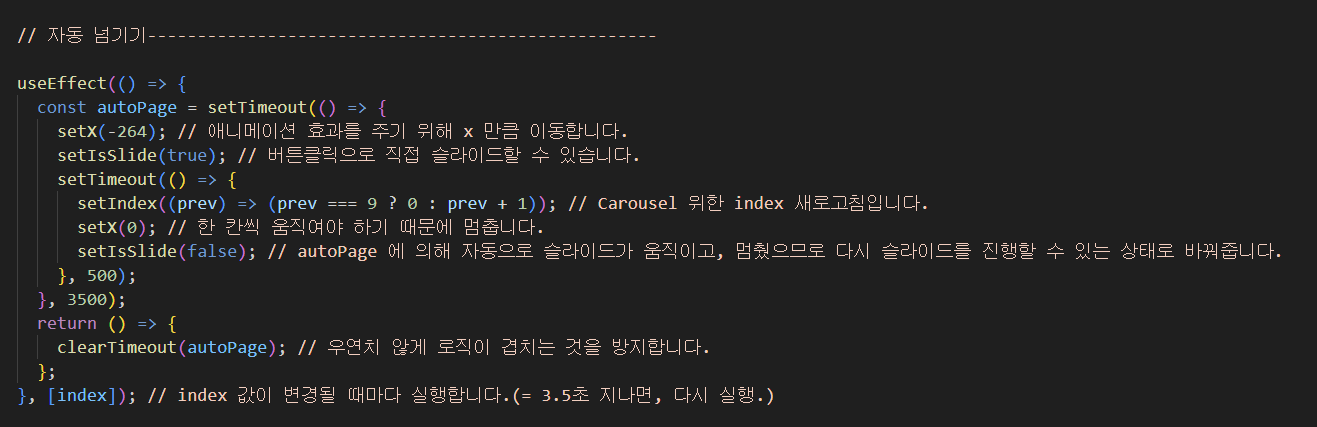 // 자동 넘기기---------------------------------------------------
useEffect(() => {
const autoPage = setTimeout(() => {
setX(-264); // 애니메이션 효과를 주기 위해 x 만큼 이동합니다.
setIsSlide(true); // 버튼클릭으로 직접 슬라이드할 수 있습니다.
setTimeout(() => {
setIndex((prev) => (prev === 9 ? 0 : prev + 1)); // Carousel 위한 index 새로고침입니다.
setX(0); // 한 칸씩 움직여야 하기 때문에 멈춥니다.
setIsSlide(false); // autoPage 에 의해 자동으로 슬라이드가 움직이고, 멈췄으므로 다시 슬라이드를 진행할 수 있는 상태로 바꿔줍니다.
}, 500);
}, 3500);
return () => {
clearTimeout(autoPage); // 우연치 않게 로직이 겹치는 것을 방지합니다.
};
}, [index]); // index 값이 변경될 때마다 실행합니다.(= 3.5초 지나면, 다시 실행.)